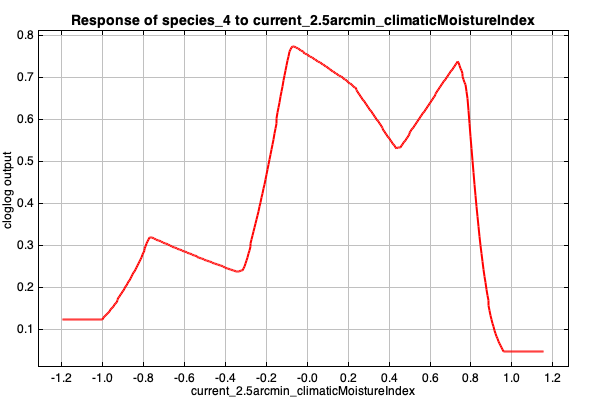 Response of species_4 to current_2.5arcmin_climaticMoistureIndex
cloglog output
0.8
0.7
0.6
0.5
0.4
0.3
0.2
0.1
-1.2 -1.0 -0.8 -0.6 -0.4 -0.2 0.0 0.2 0.4 0.6 0.8 1.0 1.2
current_2.5arcmin_climaticMoistureIndex